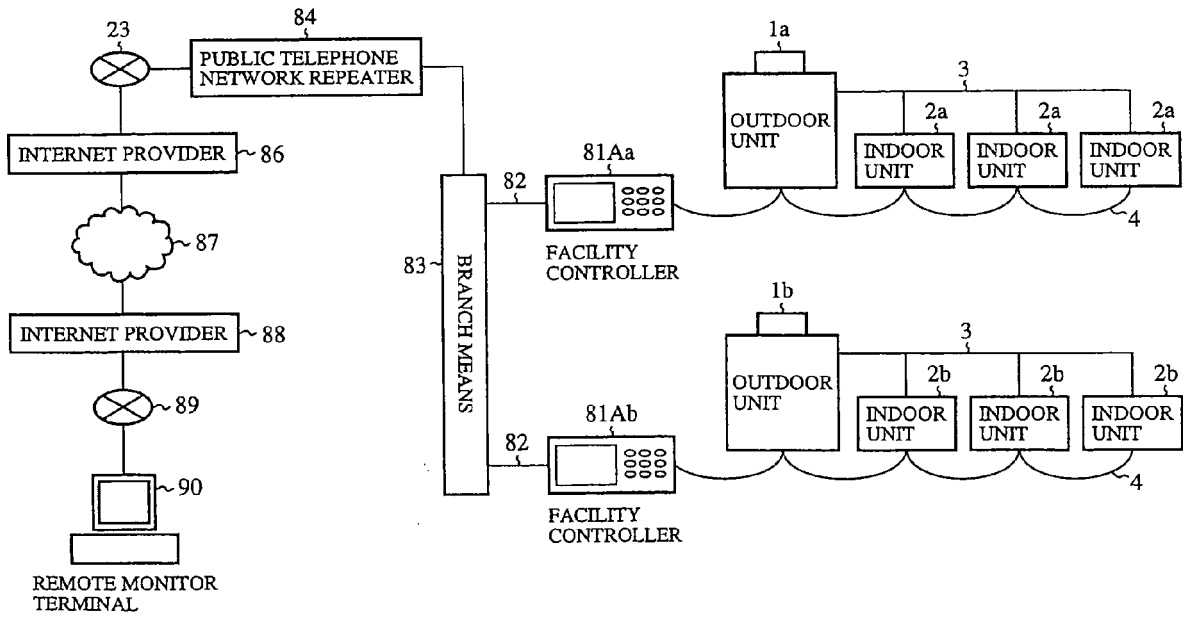 23
84
PUBLIC TELEPHONE
NETWORK REPEATER
INTERNET PROVIDER
86
87
INTERNET PROVIDER
88
89
90
REMOTE MONITOR
TERMINAL
83
BRANCH MEANS
82
81Aa
FACILITY
CONTROLLER
1a
OUTDOOR
UNIT
3
2a
INDOOR
UNIT
2a
INDOOR
UNIT
2a
INDOOR
UNIT
4
82
81Ab
FACILITY
CONTROLLER
1b
OUTDOOR
UNIT
3
2b
INDOOR
UNIT
2b
INDOOR
UNIT
2b
INDOOR
UNIT
4